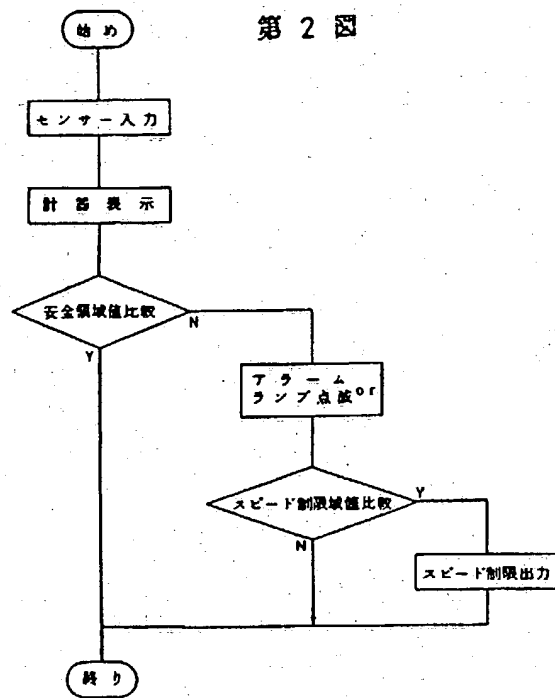 第2図
始め
センサー入力
計器表示
安全領域値比較
N
Y
アラーム or
ランプ点滅
スピード制限域値比較
Y
N
スピード制限出力
終り